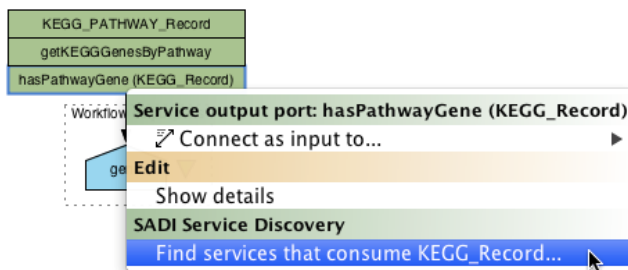 KEGG_PATHWAY_Record
getKEGGGenesByPathway
hasPathwayGene (KEGG_Record)
Workflow
Service output port: hasPathwayGene (KEGG_Record)
Connect as input to...
Edit
Show details
SADI Service Discovery
Find services that consume KEGG_Record...